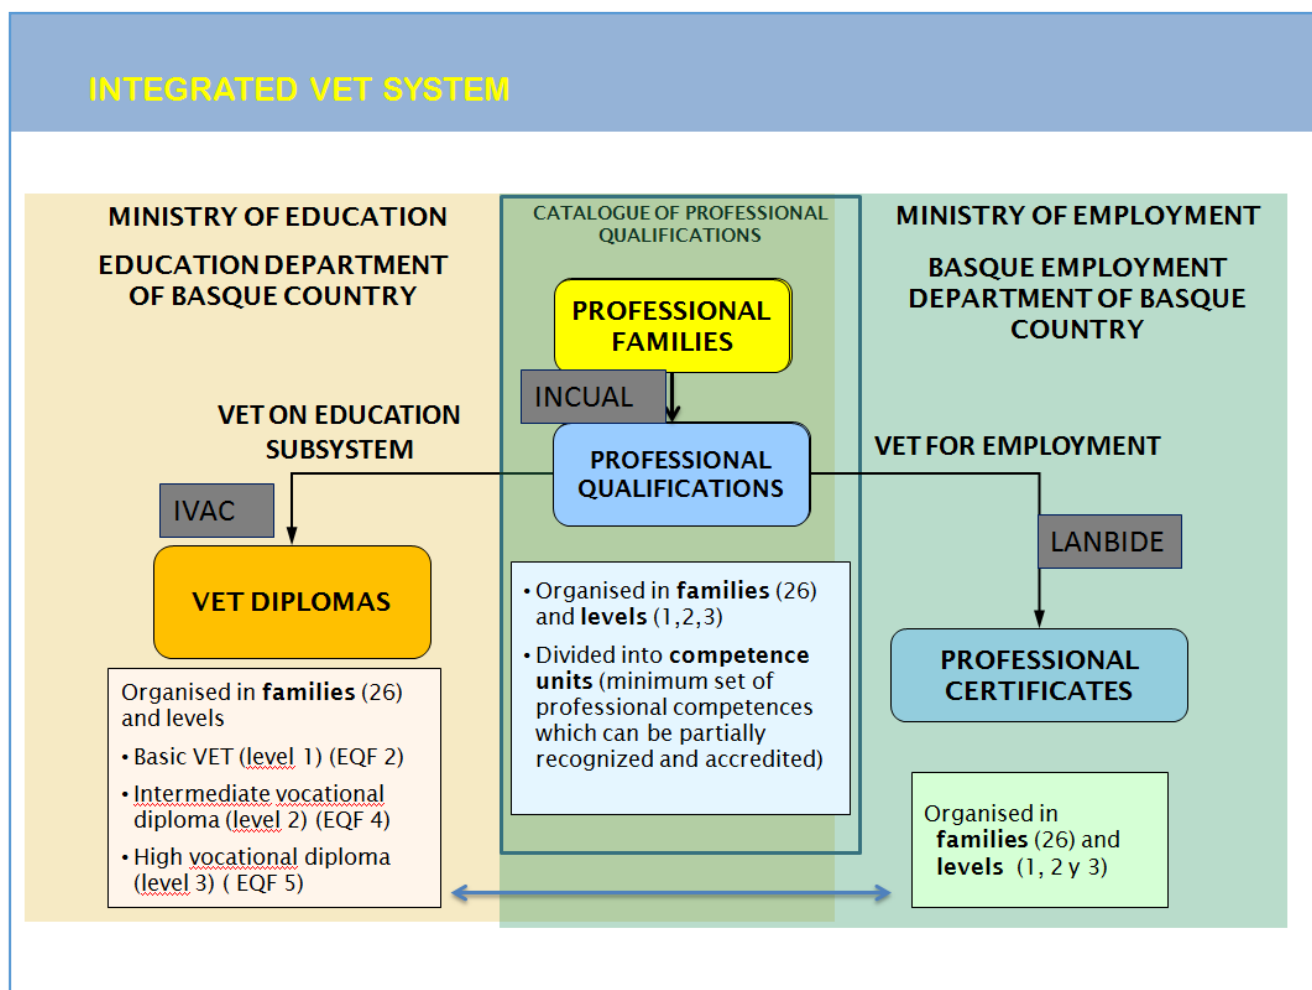 INTEGRATED VET SYSTEM
MINISTRY OF EDUCATION
EDUCATION DEPARTMENT
OF BASQUE COUNTRY
CATALOGUE OF PROFESSIONAL
QUALIFICATIONS
MINISTRY OF EMPLOYMENT
BASQUE EMPLOYMENT
DEPARTMENT OF BASQUE
COUNTRY
PROFESSIONAL
FAMILIES
INCUAL
VET ON EDUCATION
SUBSYSTEM
PROFESSIONAL
QUALIFICATIONS
VET FOR EMPLOYMENT
IVAC
LANBIDE
VET DIPLOMAS
Organised in families (26)
and levels
• Basic VET (level 1) (EQF 2)
• Intermediate vocational
diploma (level 2) (EQF 4)
• High vocational diploma
(level 3) ( EQF 5)
• Organised in families (26)
and levels (1,2,3)
• Divided into competence
units (minimum set of
professional competences
which can be partially
recognized and accredited)
PROFESSIONAL
CERTIFICATES
Organised in
families (26) and
levels (1, 2 y 3)